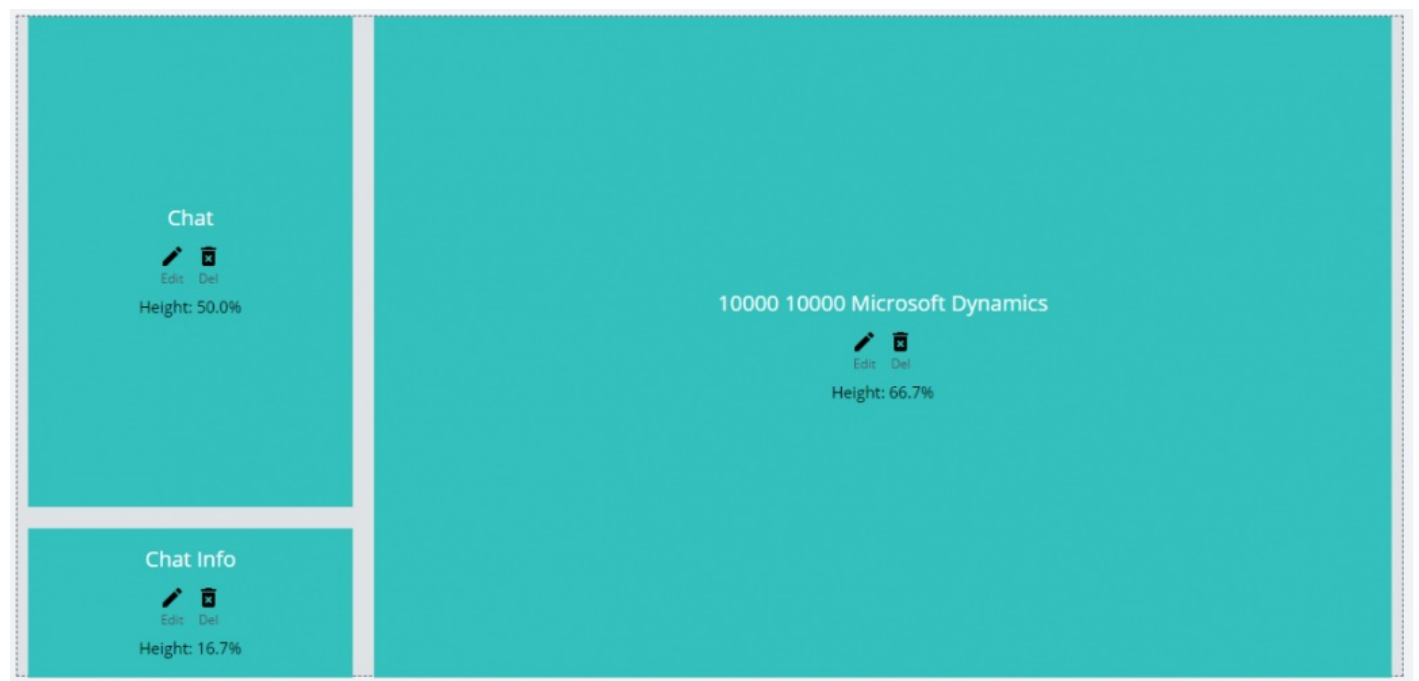 Chat
Edit Del
Height: 50.0%
10000 10000 Microsoft Dynamics
Edit Del
Height: 66.7%
Chat Info
Edit Del
Height: 16.7%